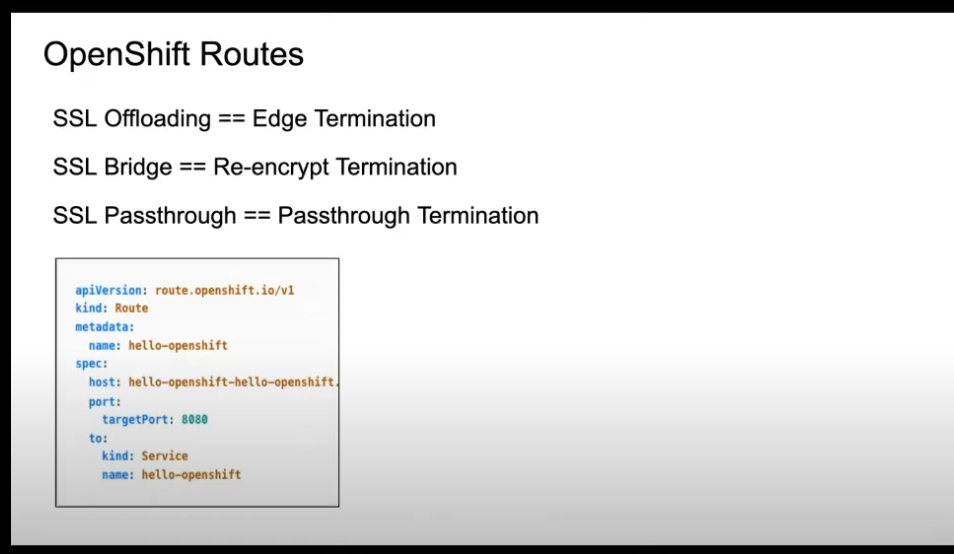 OpenShift Routes
SSL Offloading == Edge Termination
SSL Bridge == Re-encrypt Termination
SSL Passthrough == Passthrough Termination
apiVersion: route.openshift.io/v1
kind: Route
metadata:
  name: hello-openshift
spec:
  host: hello-openshift-hello-openshift.
  port:
    targetPort: 8080
  to:
    kind: Service
    name: hello-openshift